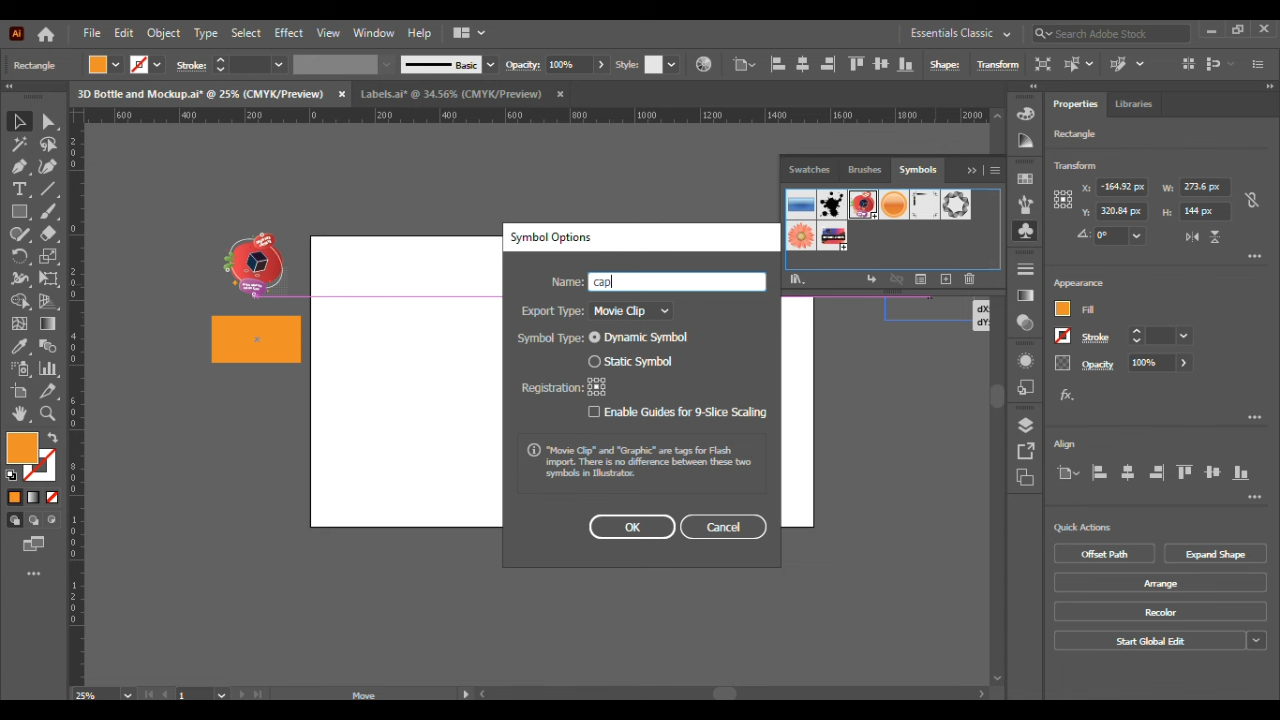 Ai File Edit Object Type Select Effect View Window Help Essentials Classic Search Adobe Stock
Rectangle Stroke: Basic Opacity: 100% Style: Shape: Transform
3D Bottle and Mockup.ai* @ 25% (CMYK/Preview) × Labels.ai* @ 34.56% (CMYK/Preview) ×
Properties Libraries
600 400 200 0 200 400 600 800 1000 1200 1400 1600 1800 2000
Rectangle
Transform
X: -164.92 px W: 273.6 px
Y: 320.84 px H: 144 px
0°
Swatches Brushes Symbols
Symbol Options
Name: cap
Export Type: Movie Clip
Symbol Type: Dynamic Symbol
Static Symbol
Registration:
Enable Guides for 9-Slice Scaling
"Movie Clip" and "Graphic" are tags for Flash
import. There is no difference between these two
symbols in Illustrator.
OK Cancel
dX:
dY:
Appearance
Fill
Stroke
Opacity 100%
fx.
Align
Quick Actions
Offset Path Expand Shape
Arrange
Recolor
Start Global Edit
25% 1 Move